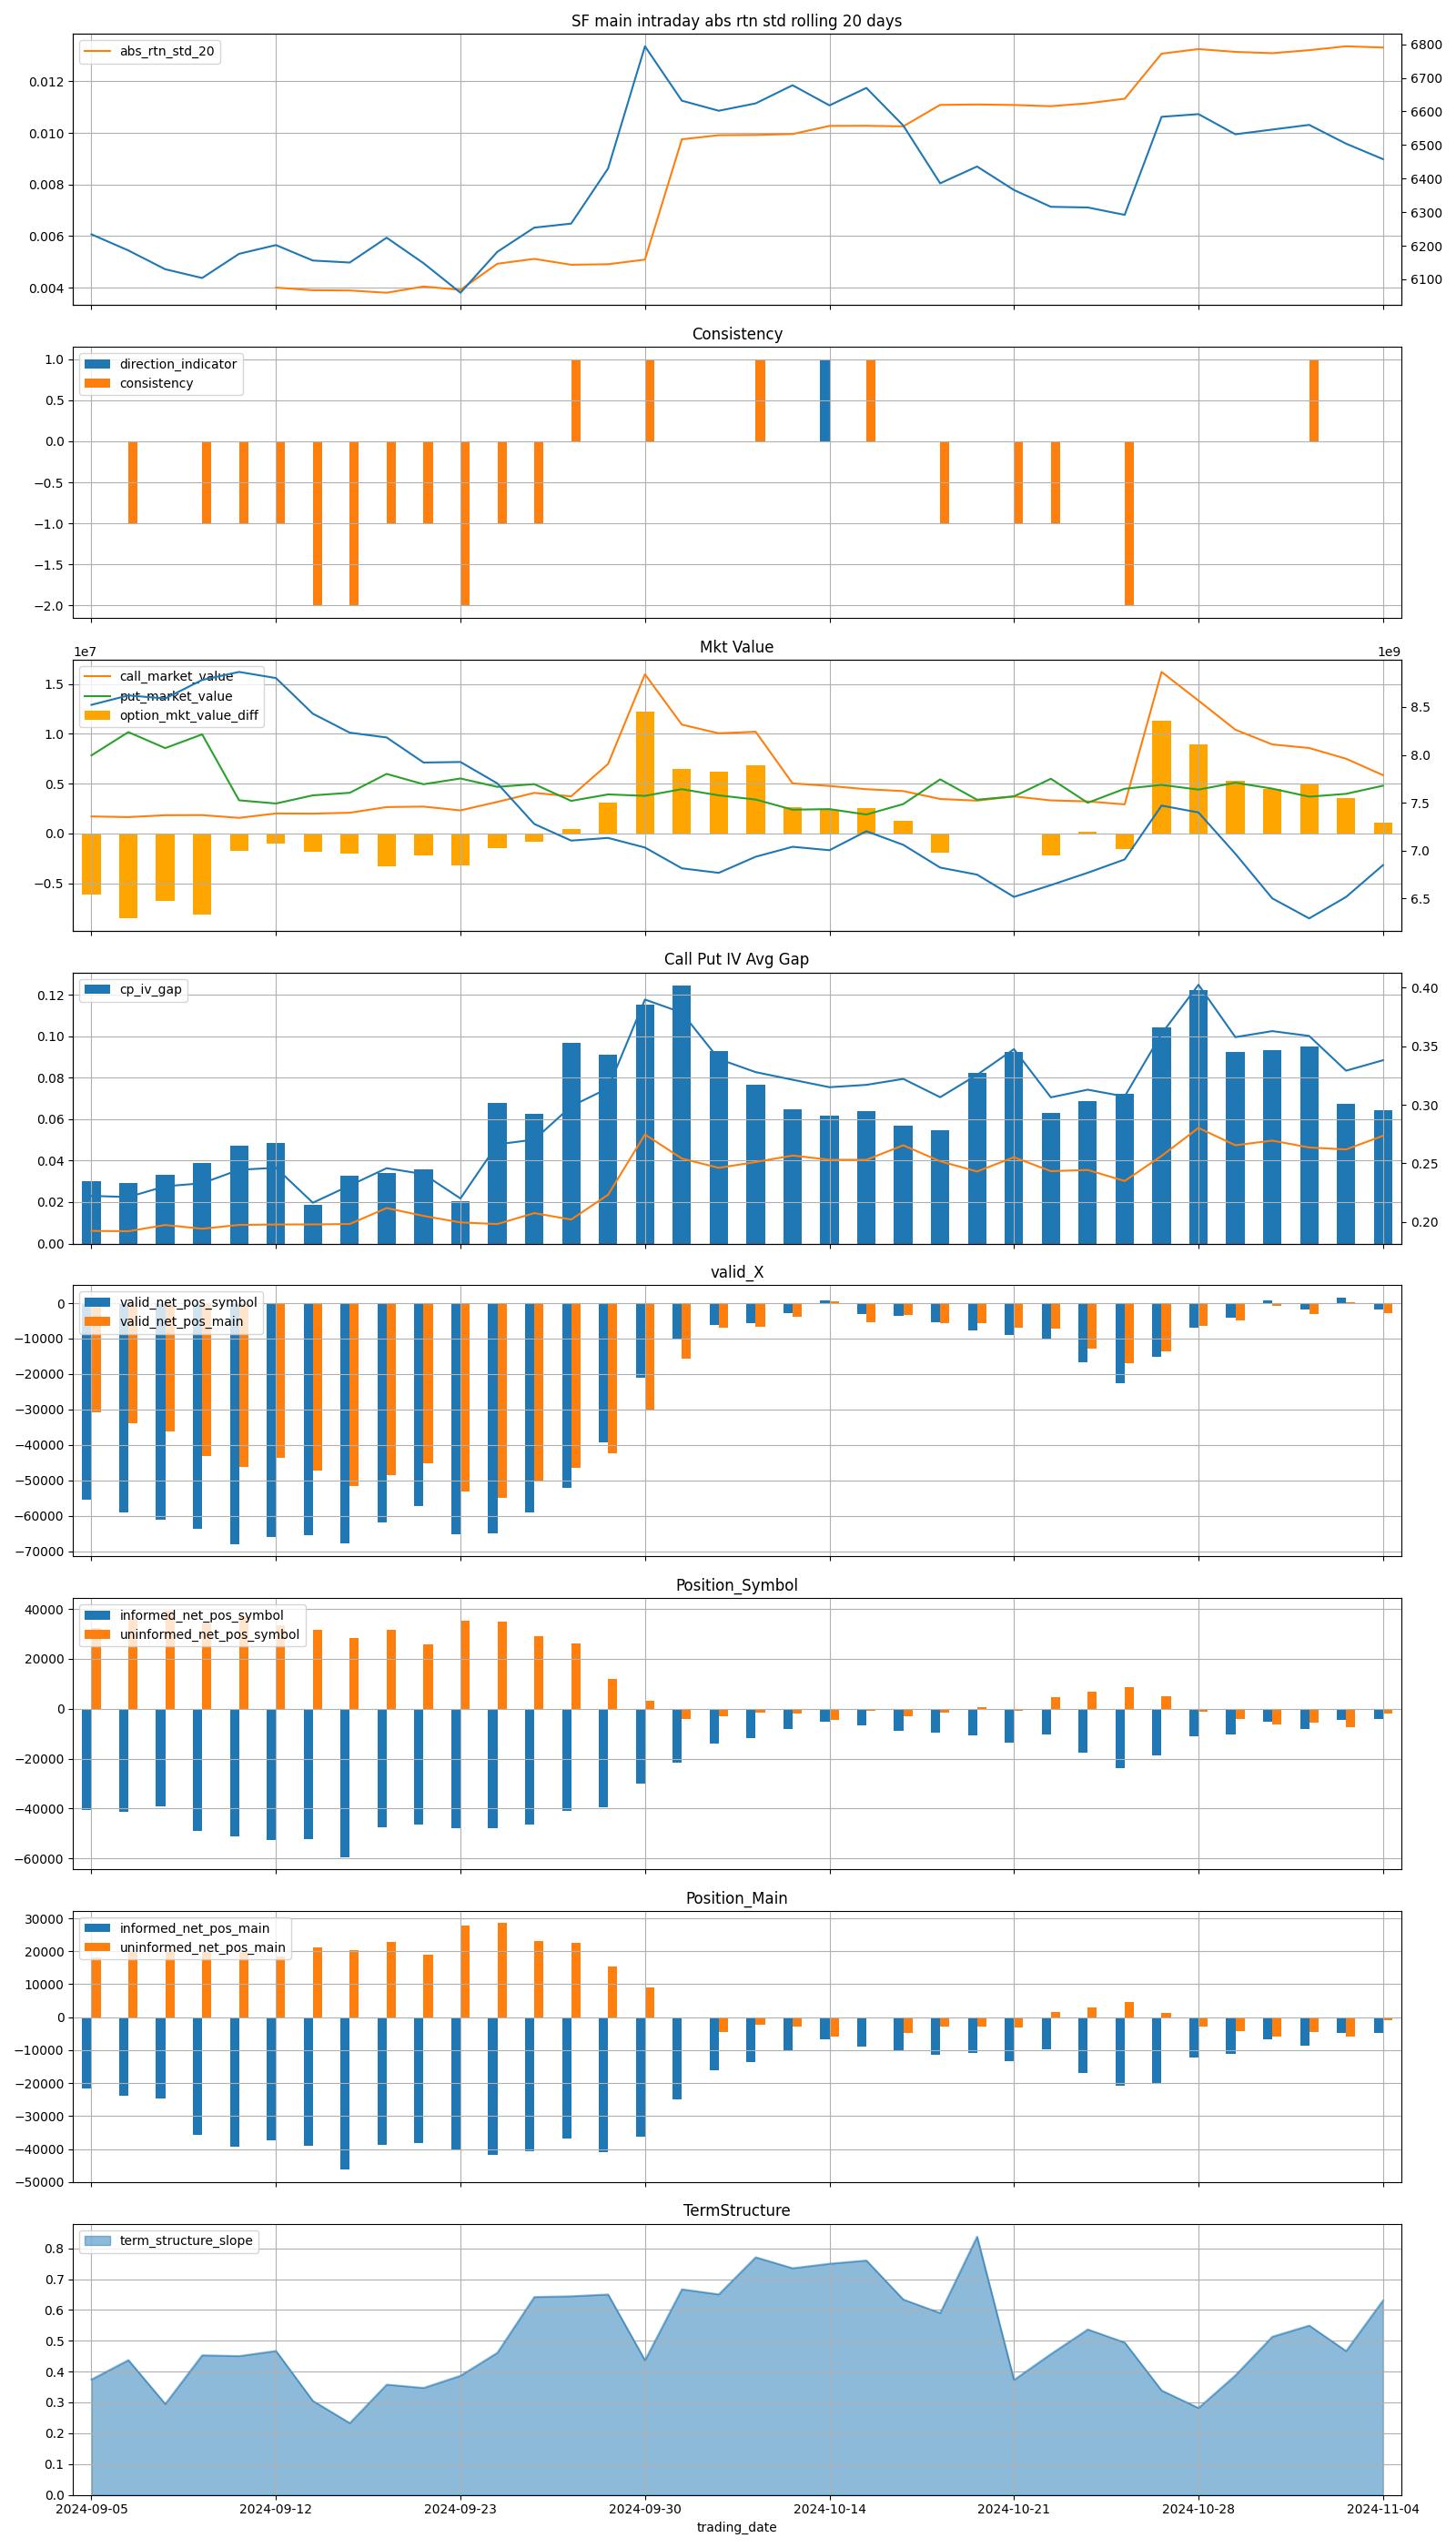 SF main intraday abs rtn std rolling 20 days
abs_rtn_std_20
0.012
0.010
0.008
0.006
0.004
6800
6700
6600
6500
6400
6300
6200
6100
Consistency
direction_indicator
consistency
1.0
0.5
0.0
−0.5
−1.0
−1.5
−2.0
Mkt Value
1e7
1e9
call_market_value
put_market_value
option_mkt_value_diff
1.5
1.0
0.5
0.0
−0.5
8.5
8.0
7.5
7.0
6.5
Call Put IV Avg Gap
cp_iv_gap
0.12
0.10
0.08
0.06
0.04
0.02
0.00
0.40
0.35
0.30
0.25
0.20
valid_X
valid_net_pos_symbol
valid_net_pos_main
0
−10000
−20000
−30000
−40000
−50000
−60000
−70000
Position_Symbol
informed_net_pos_symbol
uninformed_net_pos_symbol
40000
20000
0
−20000
−40000
−60000
Position_Main
informed_net_pos_main
uninformed_net_pos_main
30000
20000
10000
0
−10000
−20000
−30000
−40000
−50000
TermStructure
term_structure_slope
0.8
0.7
0.6
0.5
0.4
0.3
0.2
0.1
0.0
2024-09-05 2024-09-12 2024-09-23 2024-09-30 2024-10-14 2024-10-21 2024-10-28 2024-11-04
trading_date